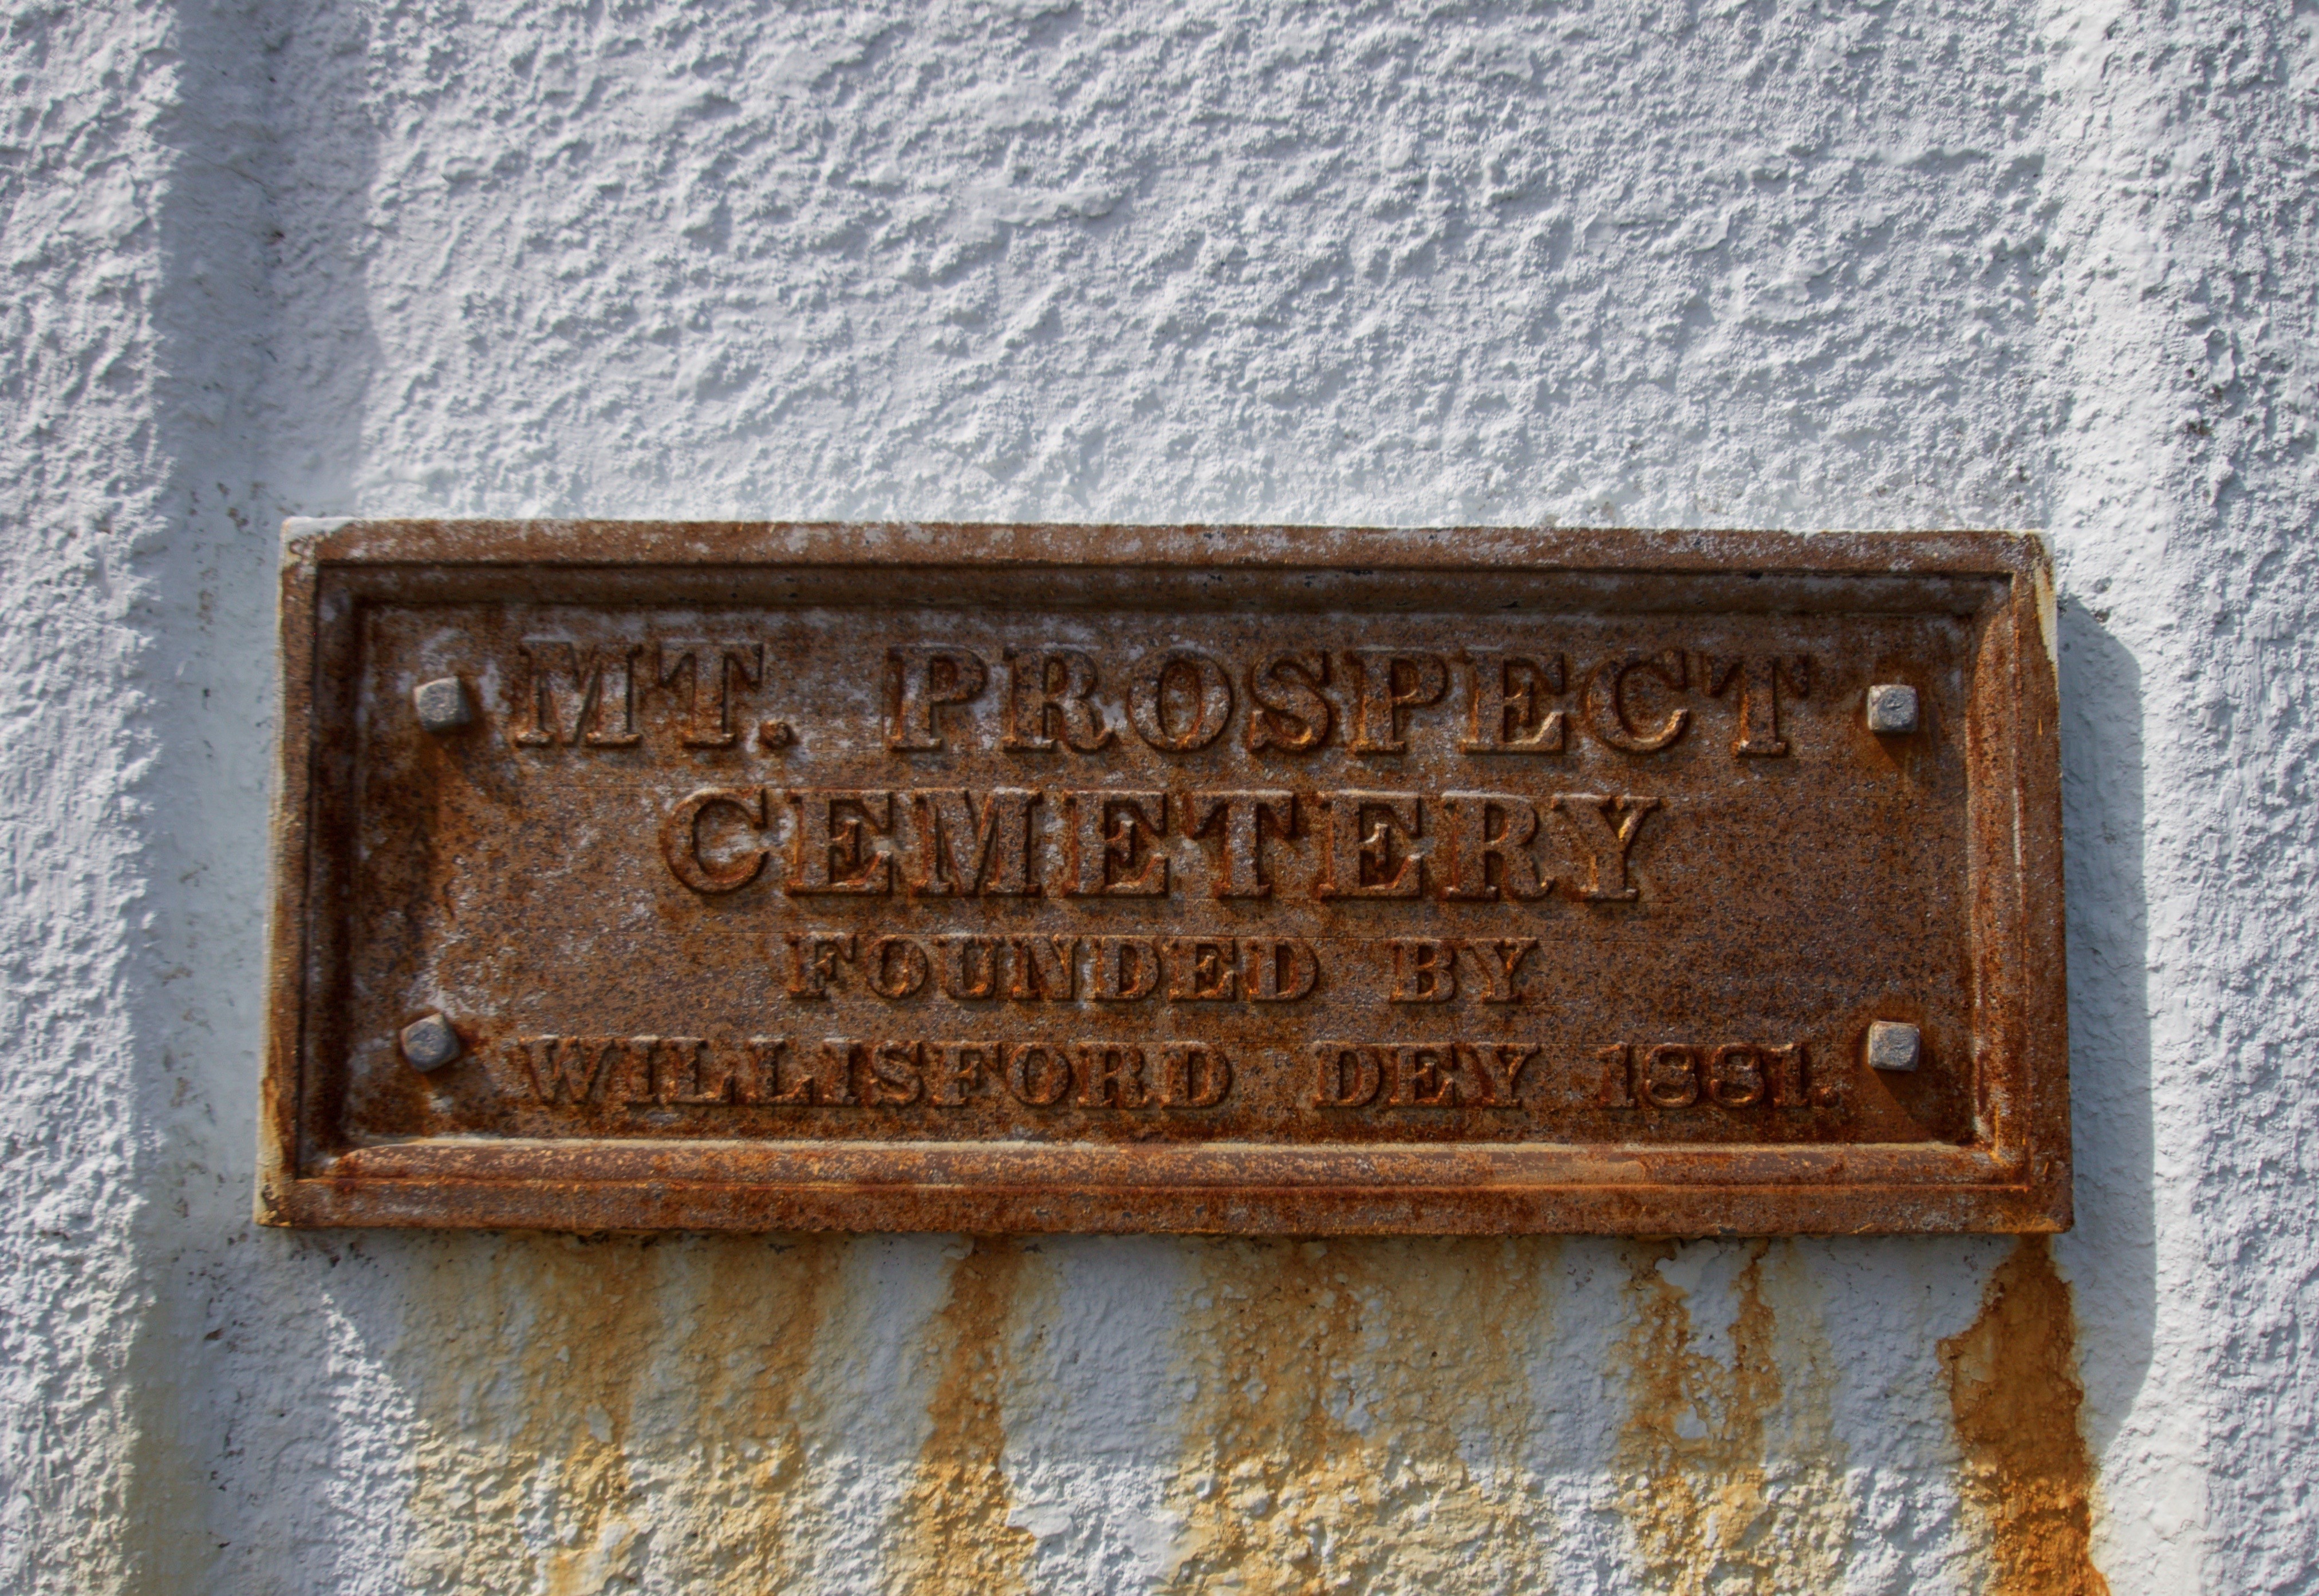 MT. PROSPECT
CEMETERY
FOUNDED BY
WILLISFORD DEY 1881.